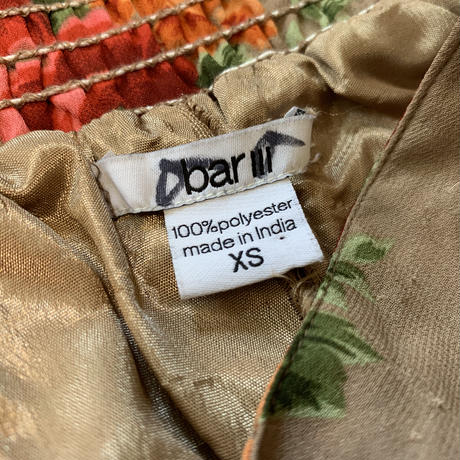 bar III
100%polyester
made in India
XS